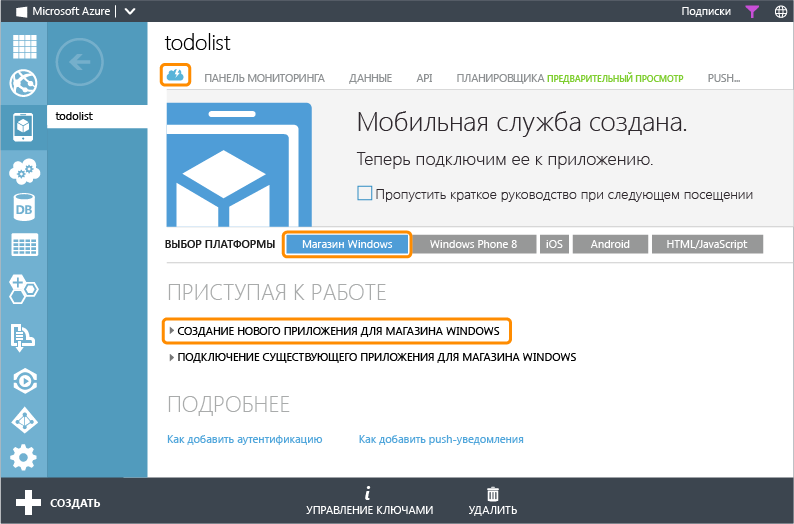 Microsoft Azure | Подписки
todolist
ПАНЕЛЬ МОНИТОРИНГА ДАННЫЕ API ПЛАНИРОВЩИКА ПРЕДВАРИТЕЛЬНЫЙ ПРОСМОТР PUSH...
todolist
Мобильная служба создана.
Теперь подключим ее к приложению.
Пропустить краткое руководство при следующем посещении
DB
ВЫБОР ПЛАТФОРМЫ Магазин Windows Windows Phone 8 iOS Android HTML/JavaScript
ПРИСТУПАЯ К РАБОТЕ
СОЗДАНИЕ НОВОГО ПРИЛОЖЕНИЯ ДЛЯ МАГАЗИНА WINDOWS
ПОДКЛЮЧЕНИЕ СУЩЕСТВУЮЩЕГО ПРИЛОЖЕНИЯ ДЛЯ МАГАЗИНА WINDOWS
ПОДРОБНЕЕ
Как добавить аутентификацию Как добавить push-уведомления
СОЗДАТЬ УПРАВЛЕНИЕ КЛЮЧАМИ УДАЛИТЬ